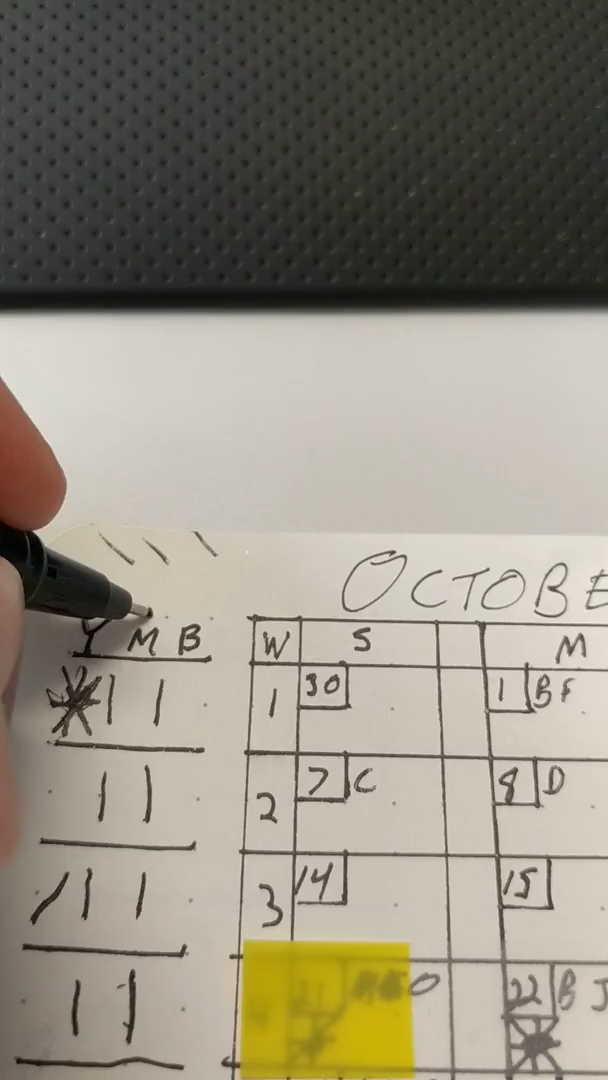 OCTOBE
Y M B W S M
1 30 1 BF
2 7 C 8 D
3 14 15
22 B J